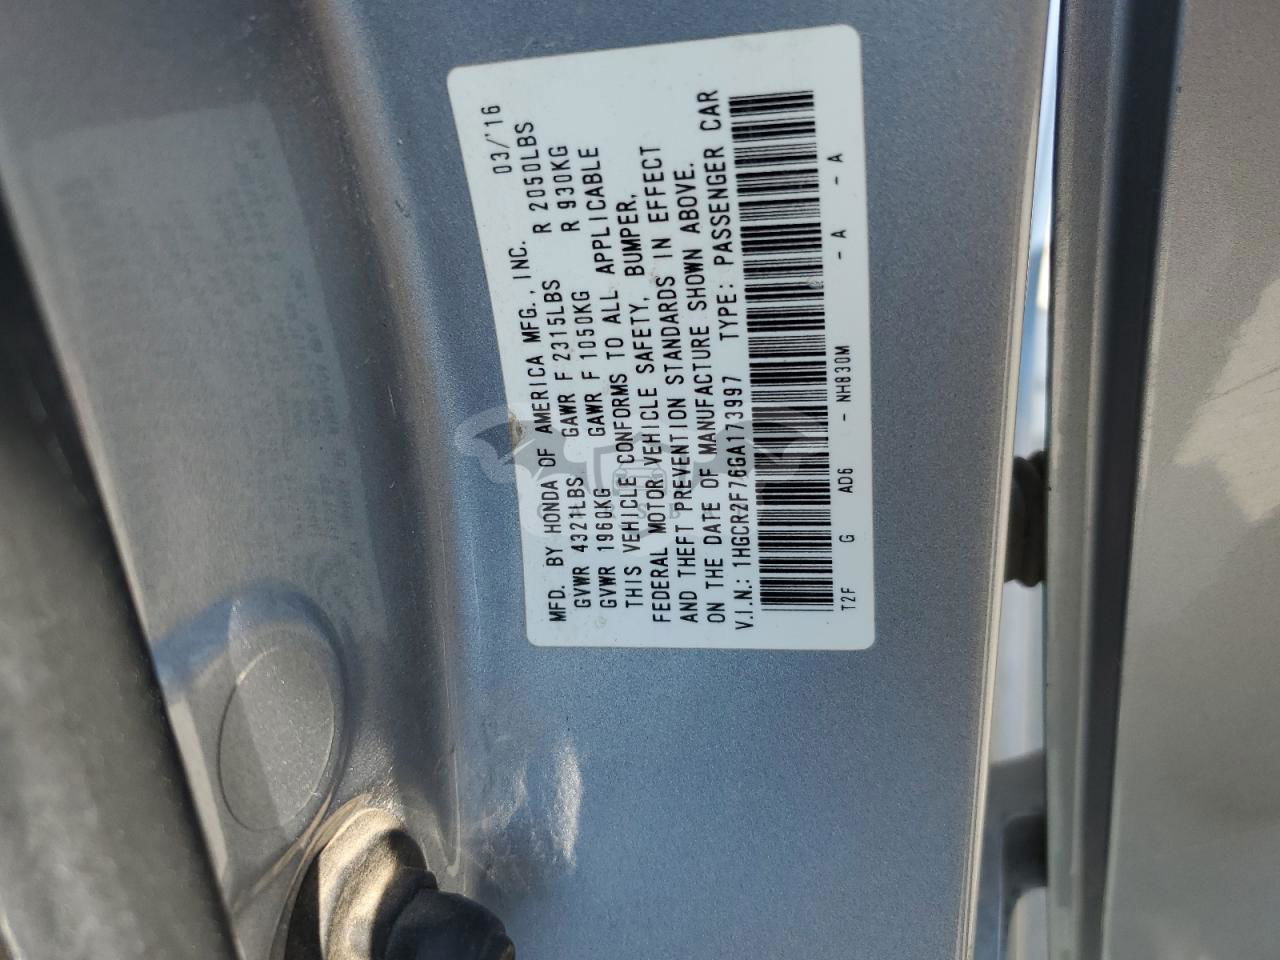 MFD. BY HONDA OF AMERICA MFG., INC. 03/'16
GVWR 4321LBS GAWR F 2315LBS R 2050LBS
GVWR 1960KG GAWR F 1050KG R 930KG
THIS VEHICLE CONFORMS TO ALL APPLICABLE
FEDERAL MOTOR VEHICLE SAFETY, BUMPER,
AND THEFT PREVENTION STANDARDS IN EFFECT
ON THE DATE OF MANUFACTURE SHOWN ABOVE.
V.I.N.: 1HGCR2F76GA173997 TYPE: PASSENGER CAR
T2F G AD6 - NH830M - A - A